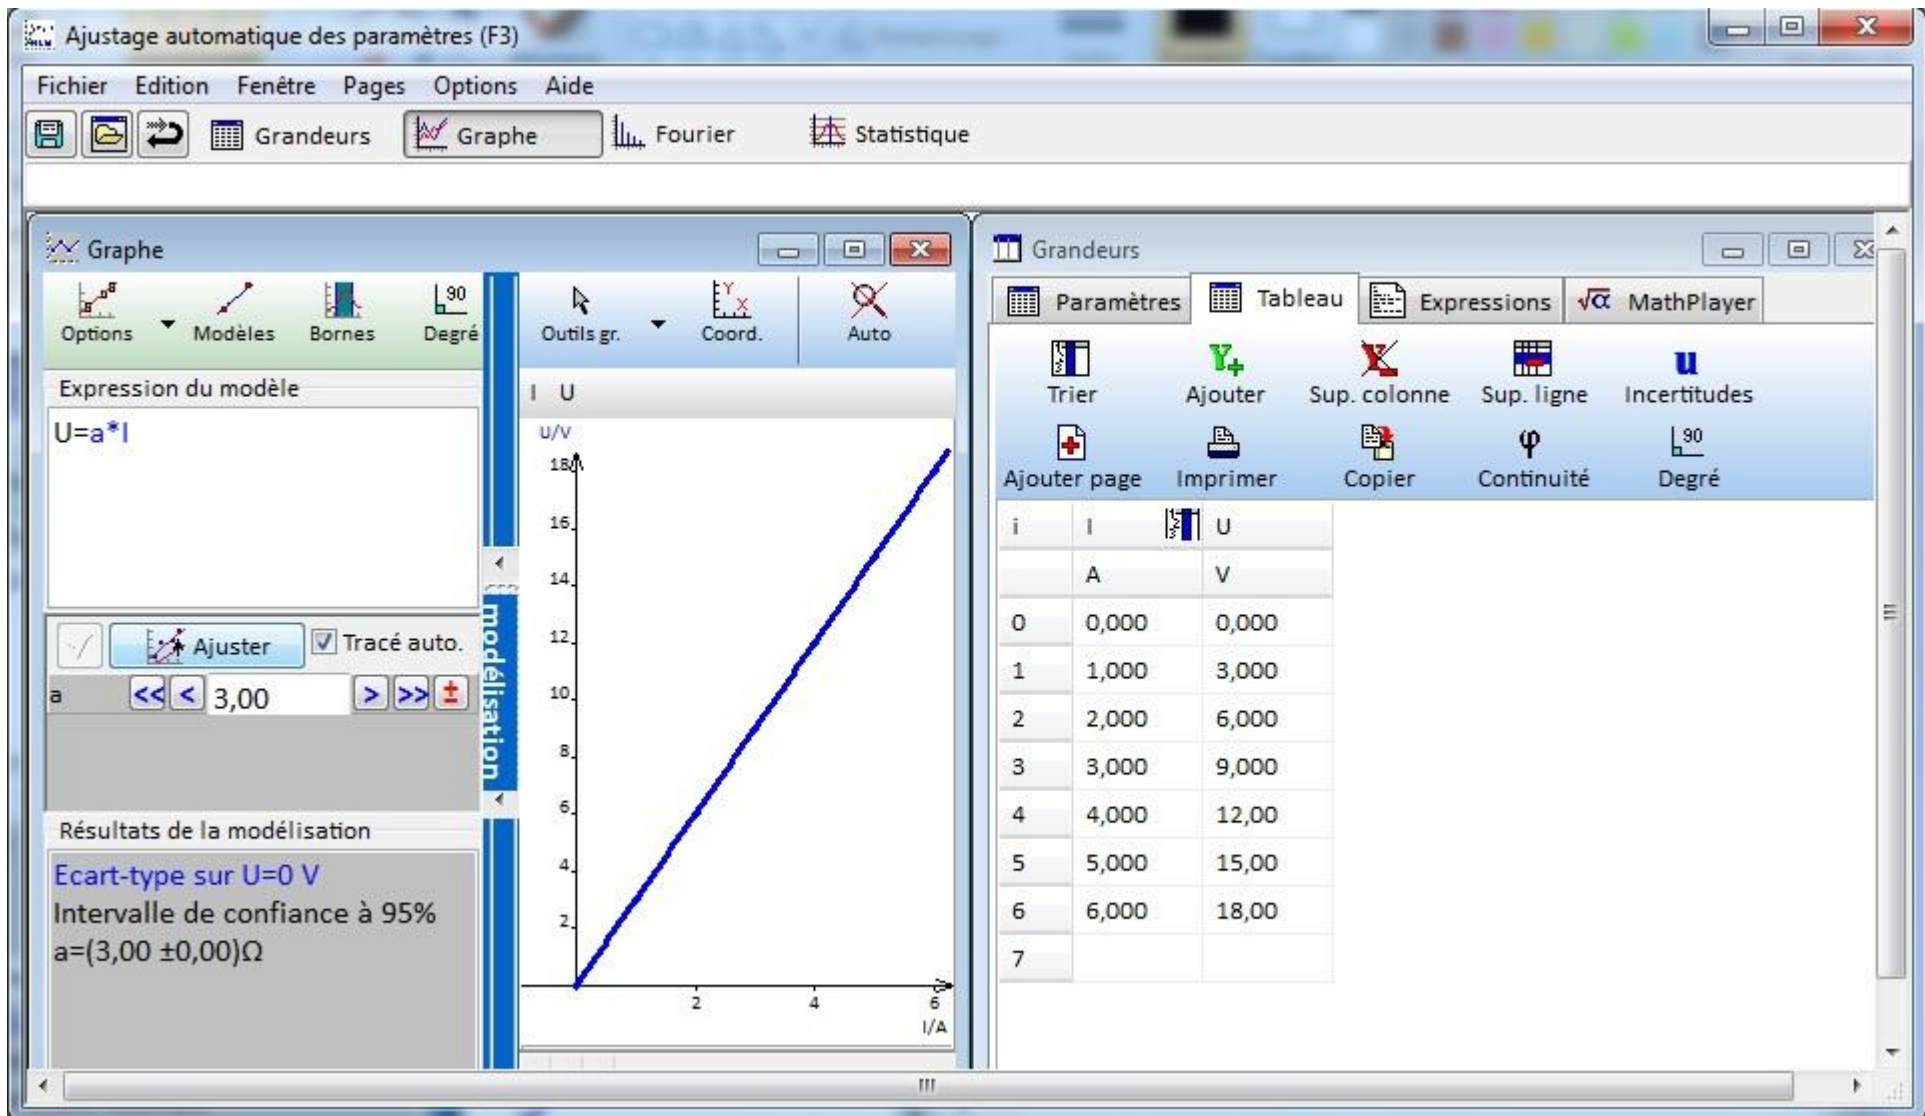 Ajustage automatique des paramètres (F3)
Fichier Edition Fenêtre Pages Options Aide
Grandeurs Graphe Fourier Statistique
Graphe
Options Modèles Bornes Degré
Outils gr. Coord. Auto
Expression du modèle
U=a*I
Ajuster Tracé auto.
a << < 3,00 > >> ±
modélisation
Résultats de la modélisation
Ecart-type sur U=0 V
Intervalle de confiance à 95%
a=(3,00 ±0,00)Ω
I U
U/V
18
16
14
12
10
8
6
4
2
2 4 6
I/A
Grandeurs
Paramètres Tableau Expressions √α MathPlayer
Trier Ajouter Sup. colonne Sup. ligne Incertitudes
Ajouter page Imprimer Copier Continuité Degré
i I U
A V
0 0,000 0,000
1 1,000 3,000
2 2,000 6,000
3 3,000 9,000
4 4,000 12,00
5 5,000 15,00
6 6,000 18,00
7